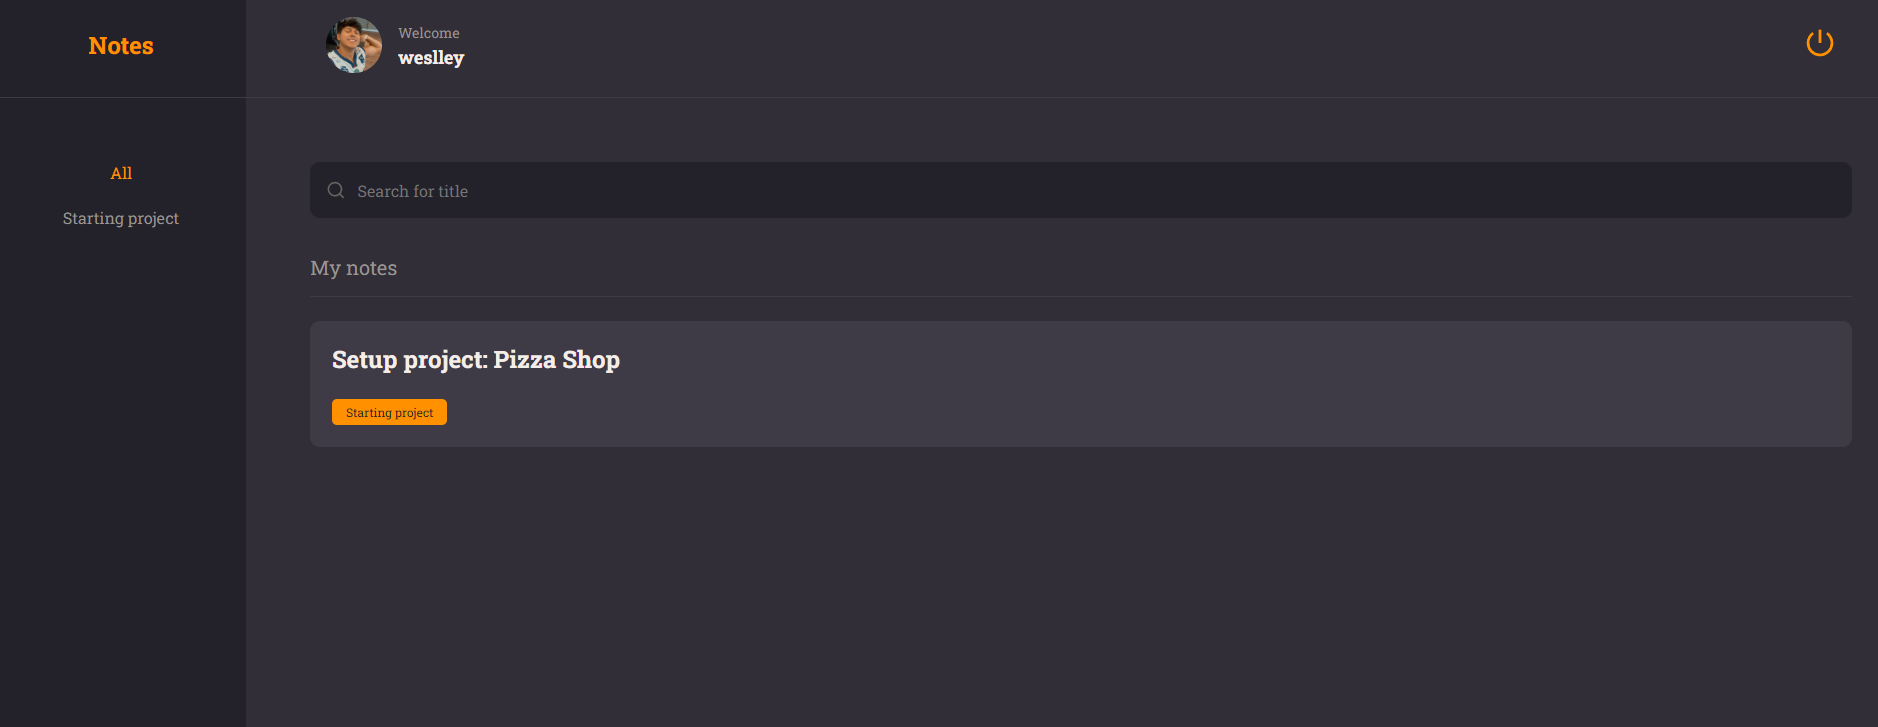 Notes
Welcome
weslley
All
Starting project
Search for title
My notes
Setup project: Pizza Shop
Starting project